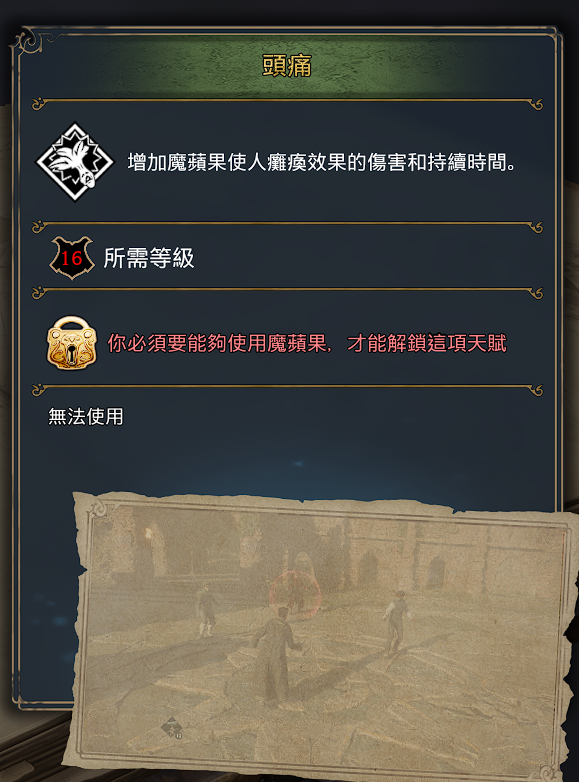 頭痛
增加魔蘋果使人癱瘓效果的傷害和持續時間。
16 所需等級
你必須要能夠使用魔蘋果，才能解鎖這項天賦
無法使用